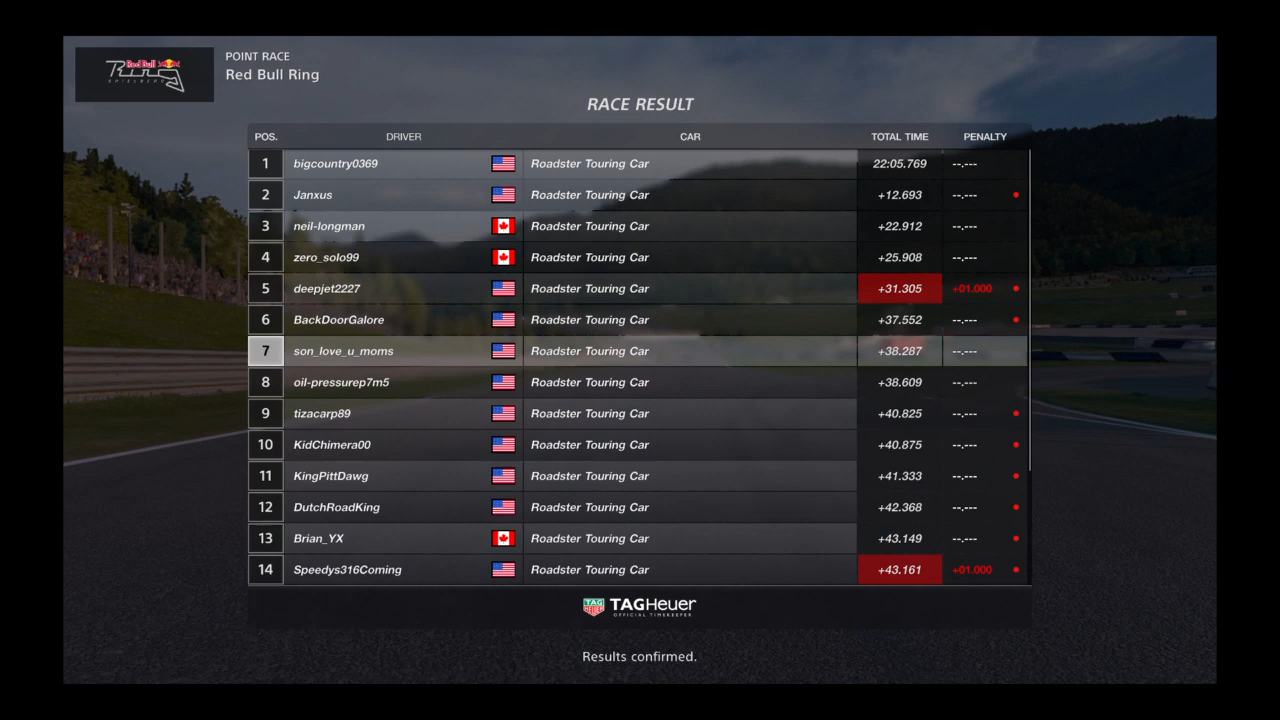 Red Bull
Ring
SPIELBERG
POINT RACE
Red Bull Ring
RACE RESULT
POS. DRIVER CAR TOTAL TIME PENALTY
1 bigcountry0369 Roadster Touring Car 22:05.769 --.---
2 Janxus Roadster Touring Car +12.693 --.---
3 neil-longman Roadster Touring Car +22.912 --.---
4 zero_solo99 Roadster Touring Car +25.908 --.---
5 deepjet2227 Roadster Touring Car +31.305 +01.000
6 BackDoorGalore Roadster Touring Car +37.552 --.---
7 son_love_u_moms Roadster Touring Car +38.287 --.---
8 oil-pressurep7m5 Roadster Touring Car +38.609 --.---
9 tizacarp89 Roadster Touring Car +40.825 --.---
10 KidChimera00 Roadster Touring Car +40.875 --.---
11 KingPittDawg Roadster Touring Car +41.333 --.---
12 DutchRoadKing Roadster Touring Car +42.368 --.---
13 Brian_YX Roadster Touring Car +43.149 --.---
14 Speedys316Coming Roadster Touring Car +43.161 +01.000
TAG HEUER TAGHeuer
OFFICIAL TIMEKEEPER
Results confirmed.